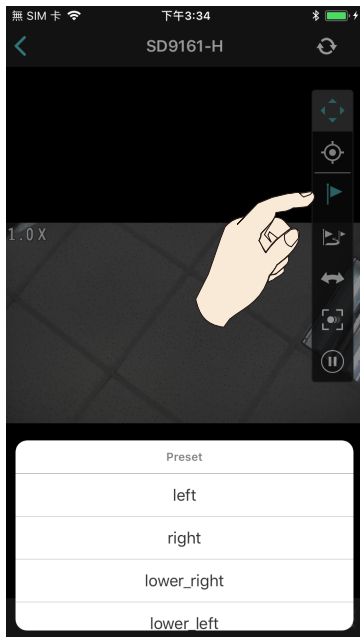 無 SIM 卡 下午3:34
SD9161-H
1.0X
Preset
left
right
lower_right
lower_left